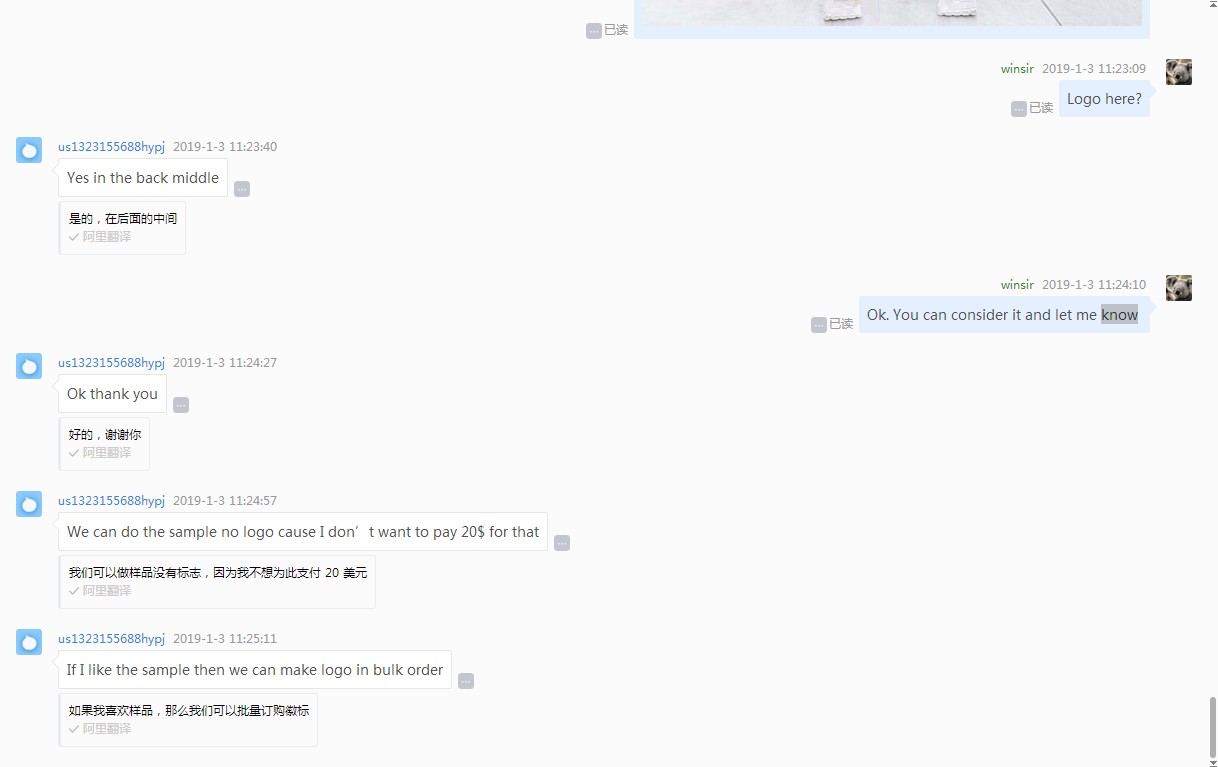 已读
winsir 2019-1-3 11:23:09
Logo here?
已读
us1323155688hypj 2019-1-3 11:23:40
Yes in the back middle
是的，在后面的中间
阿里翻译
winsir 2019-1-3 11:24:10
Ok. You can consider it and let me know
已读
us1323155688hypj 2019-1-3 11:24:27
Ok thank you
好的，谢谢你
阿里翻译
us1323155688hypj 2019-1-3 11:24:57
We can do the sample no logo cause I don’t want to pay 20$ for that
我们可以做样品没有标志，因为我不想为此支付 20 美元
阿里翻译
us1323155688hypj 2019-1-3 11:25:11
If I like the sample then we can make logo in bulk order
如果我喜欢样品，那么我们可以批量订购徽标
阿里翻译